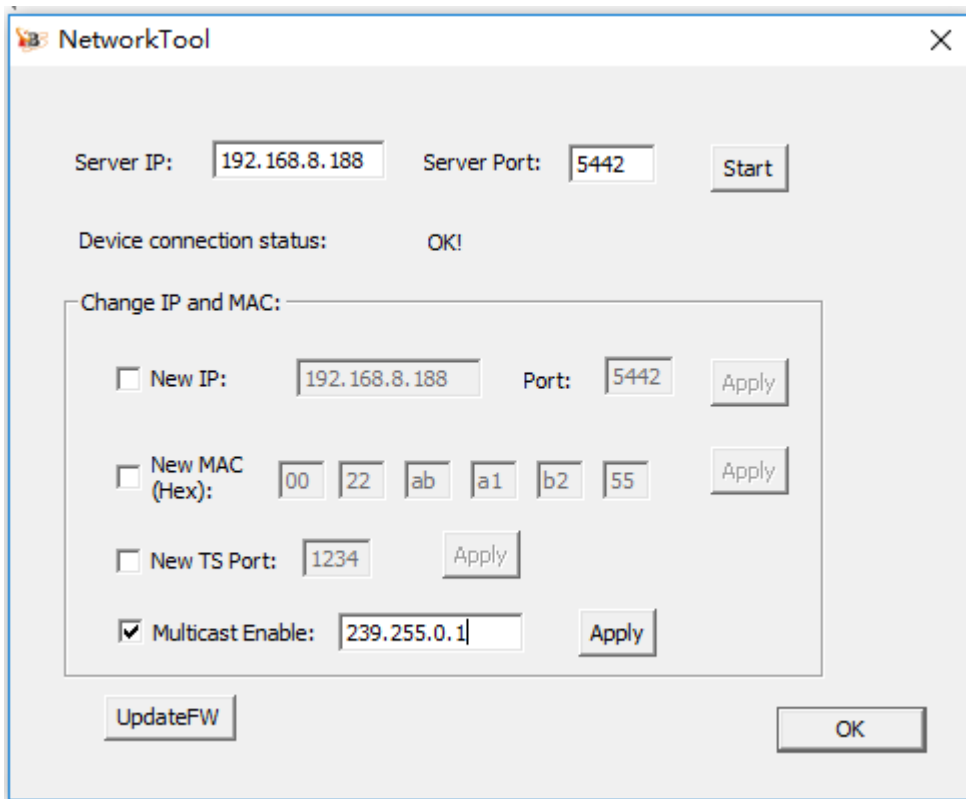 NetworkTool
Server IP: 192.168.8.188 Server Port: 5442 Start
Device connection status: OK!
Change IP and MAC:
New IP: 192.168.8.188 Port: 5442 Apply
New MAC (Hex): 00 22 ab a1 b2 55 Apply
New TS Port: 1234 Apply
Multicast Enable: 239.255.0.1 Apply
UpdateFW
OK